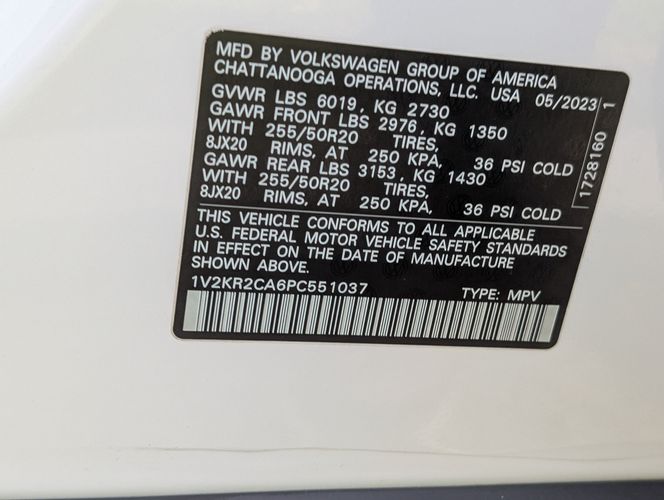 MFD BY VOLKSWAGEN GROUP OF AMERICA
CHATTANOOGA OPERATIONS, LLC. USA 05/2023
GVWR LBS 6019, KG 2730
GAWR FRONT LBS 2976, KG 1350
WITH 255/50R20 TIRES,
8JX20 RIMS, AT 250 KPA, 36 PSI COLD
GAWR REAR LBS 3153, KG 1430
WITH 255/50R20 TIRES,
8JX20 RIMS, AT 250 KPA, 36 PSI COLD
THIS VEHICLE CONFORMS TO ALL APPLICABLE
U.S. FEDERAL MOTOR VEHICLE SAFETY STANDARDS
IN EFFECT ON THE DATE OF MANUFACTURE
SHOWN ABOVE.
1V2KR2CA6PC551037 TYPE: MPV
1728160 1